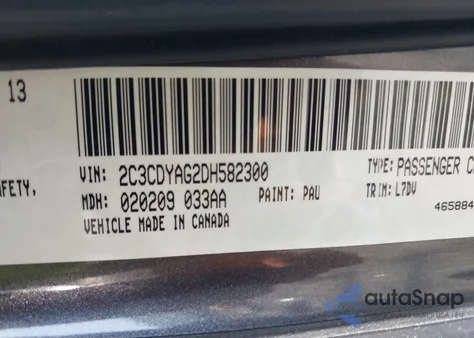 13
VIN: 2C3CDYAG2DH582300
TYPE: PASSENGER
AFETY,
MDH: 020209 033AA
PAINT: PAU
TRIM: L7DV
VEHICLE MADE IN CANADA
465884
autoSnap